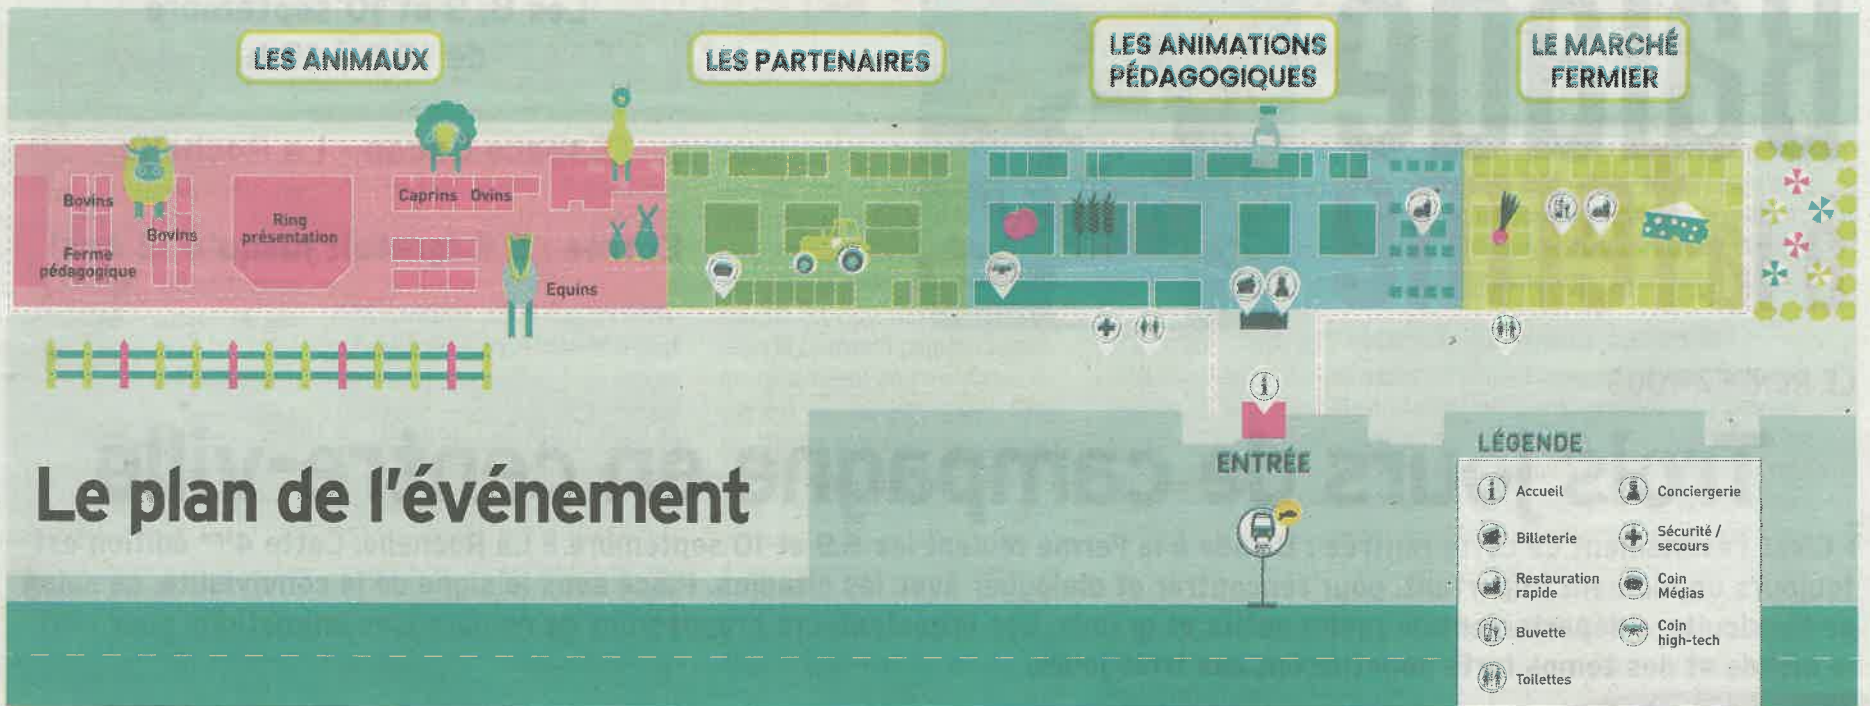 LES ANIMAUX
LES PARTENAIRES
LES ANIMATIONS
PÉDAGOGIQUES
LE MARCHÉ
FERMIER
Bovins
Bovins
Ferme
pédagogique
Ring
présentation
Caprins Ovins
Equins
Le plan de l'événement
ENTRÉE
LÉGENDE
Accueil
Billeterie
Restauration
rapide
Buvette
Toilettes
Conciergerie
Sécurité /
secours
Coin
Médias
Coin
high-tech